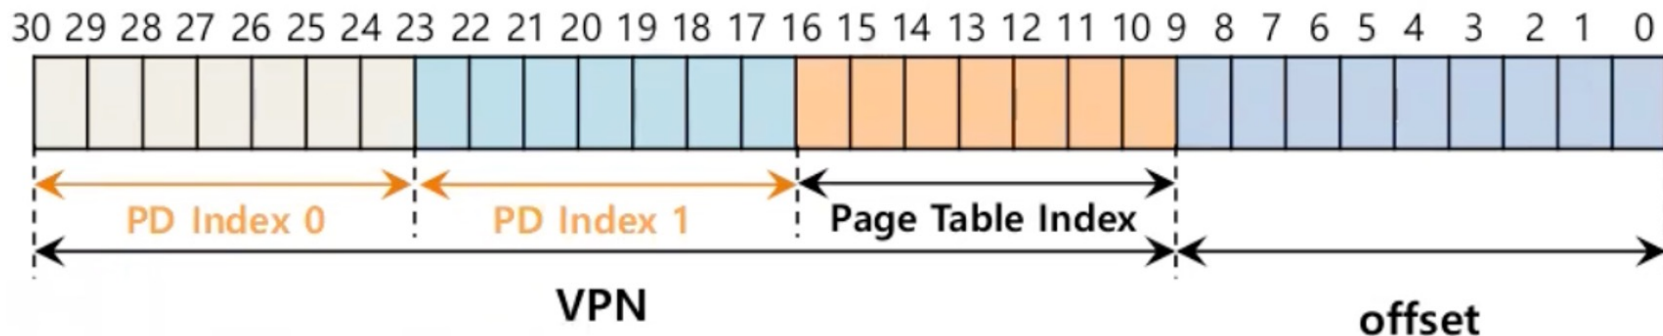 30 29 28 27 26 25 24 23 22 21 20 19 18 17 16 15 14 13 12 11 10 9 8 7 6 5 4 3 2 1 0
PD Index 0 PD Index 1 Page Table Index
VPN offset